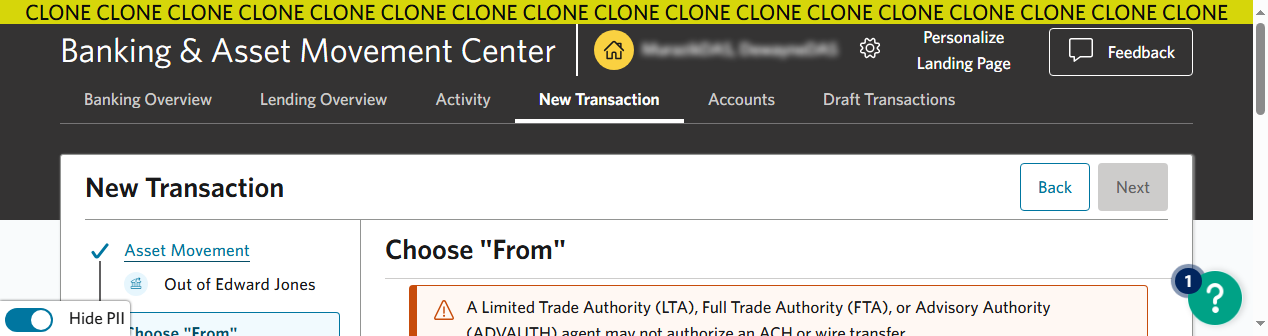 CLONE CLONE CLONE CLONE CLONE CLONE CLONE CLONE CLONE CLONE CLONE CLONE CLONE CLONE CLONE CLONE CLONE
Banking & Asset Movement Center
Personalize
Landing Page
Feedback
Banking Overview Lending Overview Activity New Transaction Accounts Draft Transactions
New Transaction
Back Next
Asset Movement
Out of Edward Jones
Choose "From"
A Limited Trade Authority (LTA), Full Trade Authority (FTA), or Advisory Authority
(ADVAUTH) agent may not authorize an ACH or wire transfer.
Hide PII
Choose "From"
1
?